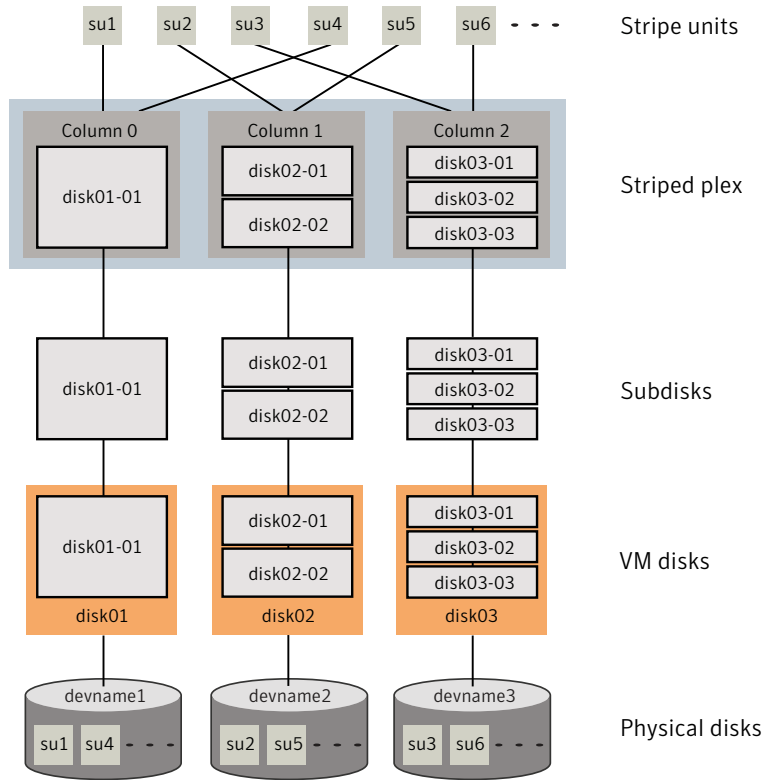 su1 su2 su3 su4 su5 su6 - - - - Stripe units
Column 0 Column 1 Column 2
disk01-01
disk02-01
disk02-02
disk03-01
disk03-02
disk03-03
Striped plex
disk01-01
disk02-01
disk02-02
disk03-01
disk03-02
disk03-03
Subdisks
disk01-01
disk02-01
disk02-02
disk03-01
disk03-02
disk03-03
VM disks
disk01 disk02 disk03
devname1 devname2 devname3
su1 su4 - - - - su2 su5 - - - - su3 su6 - - - -
Physical disks